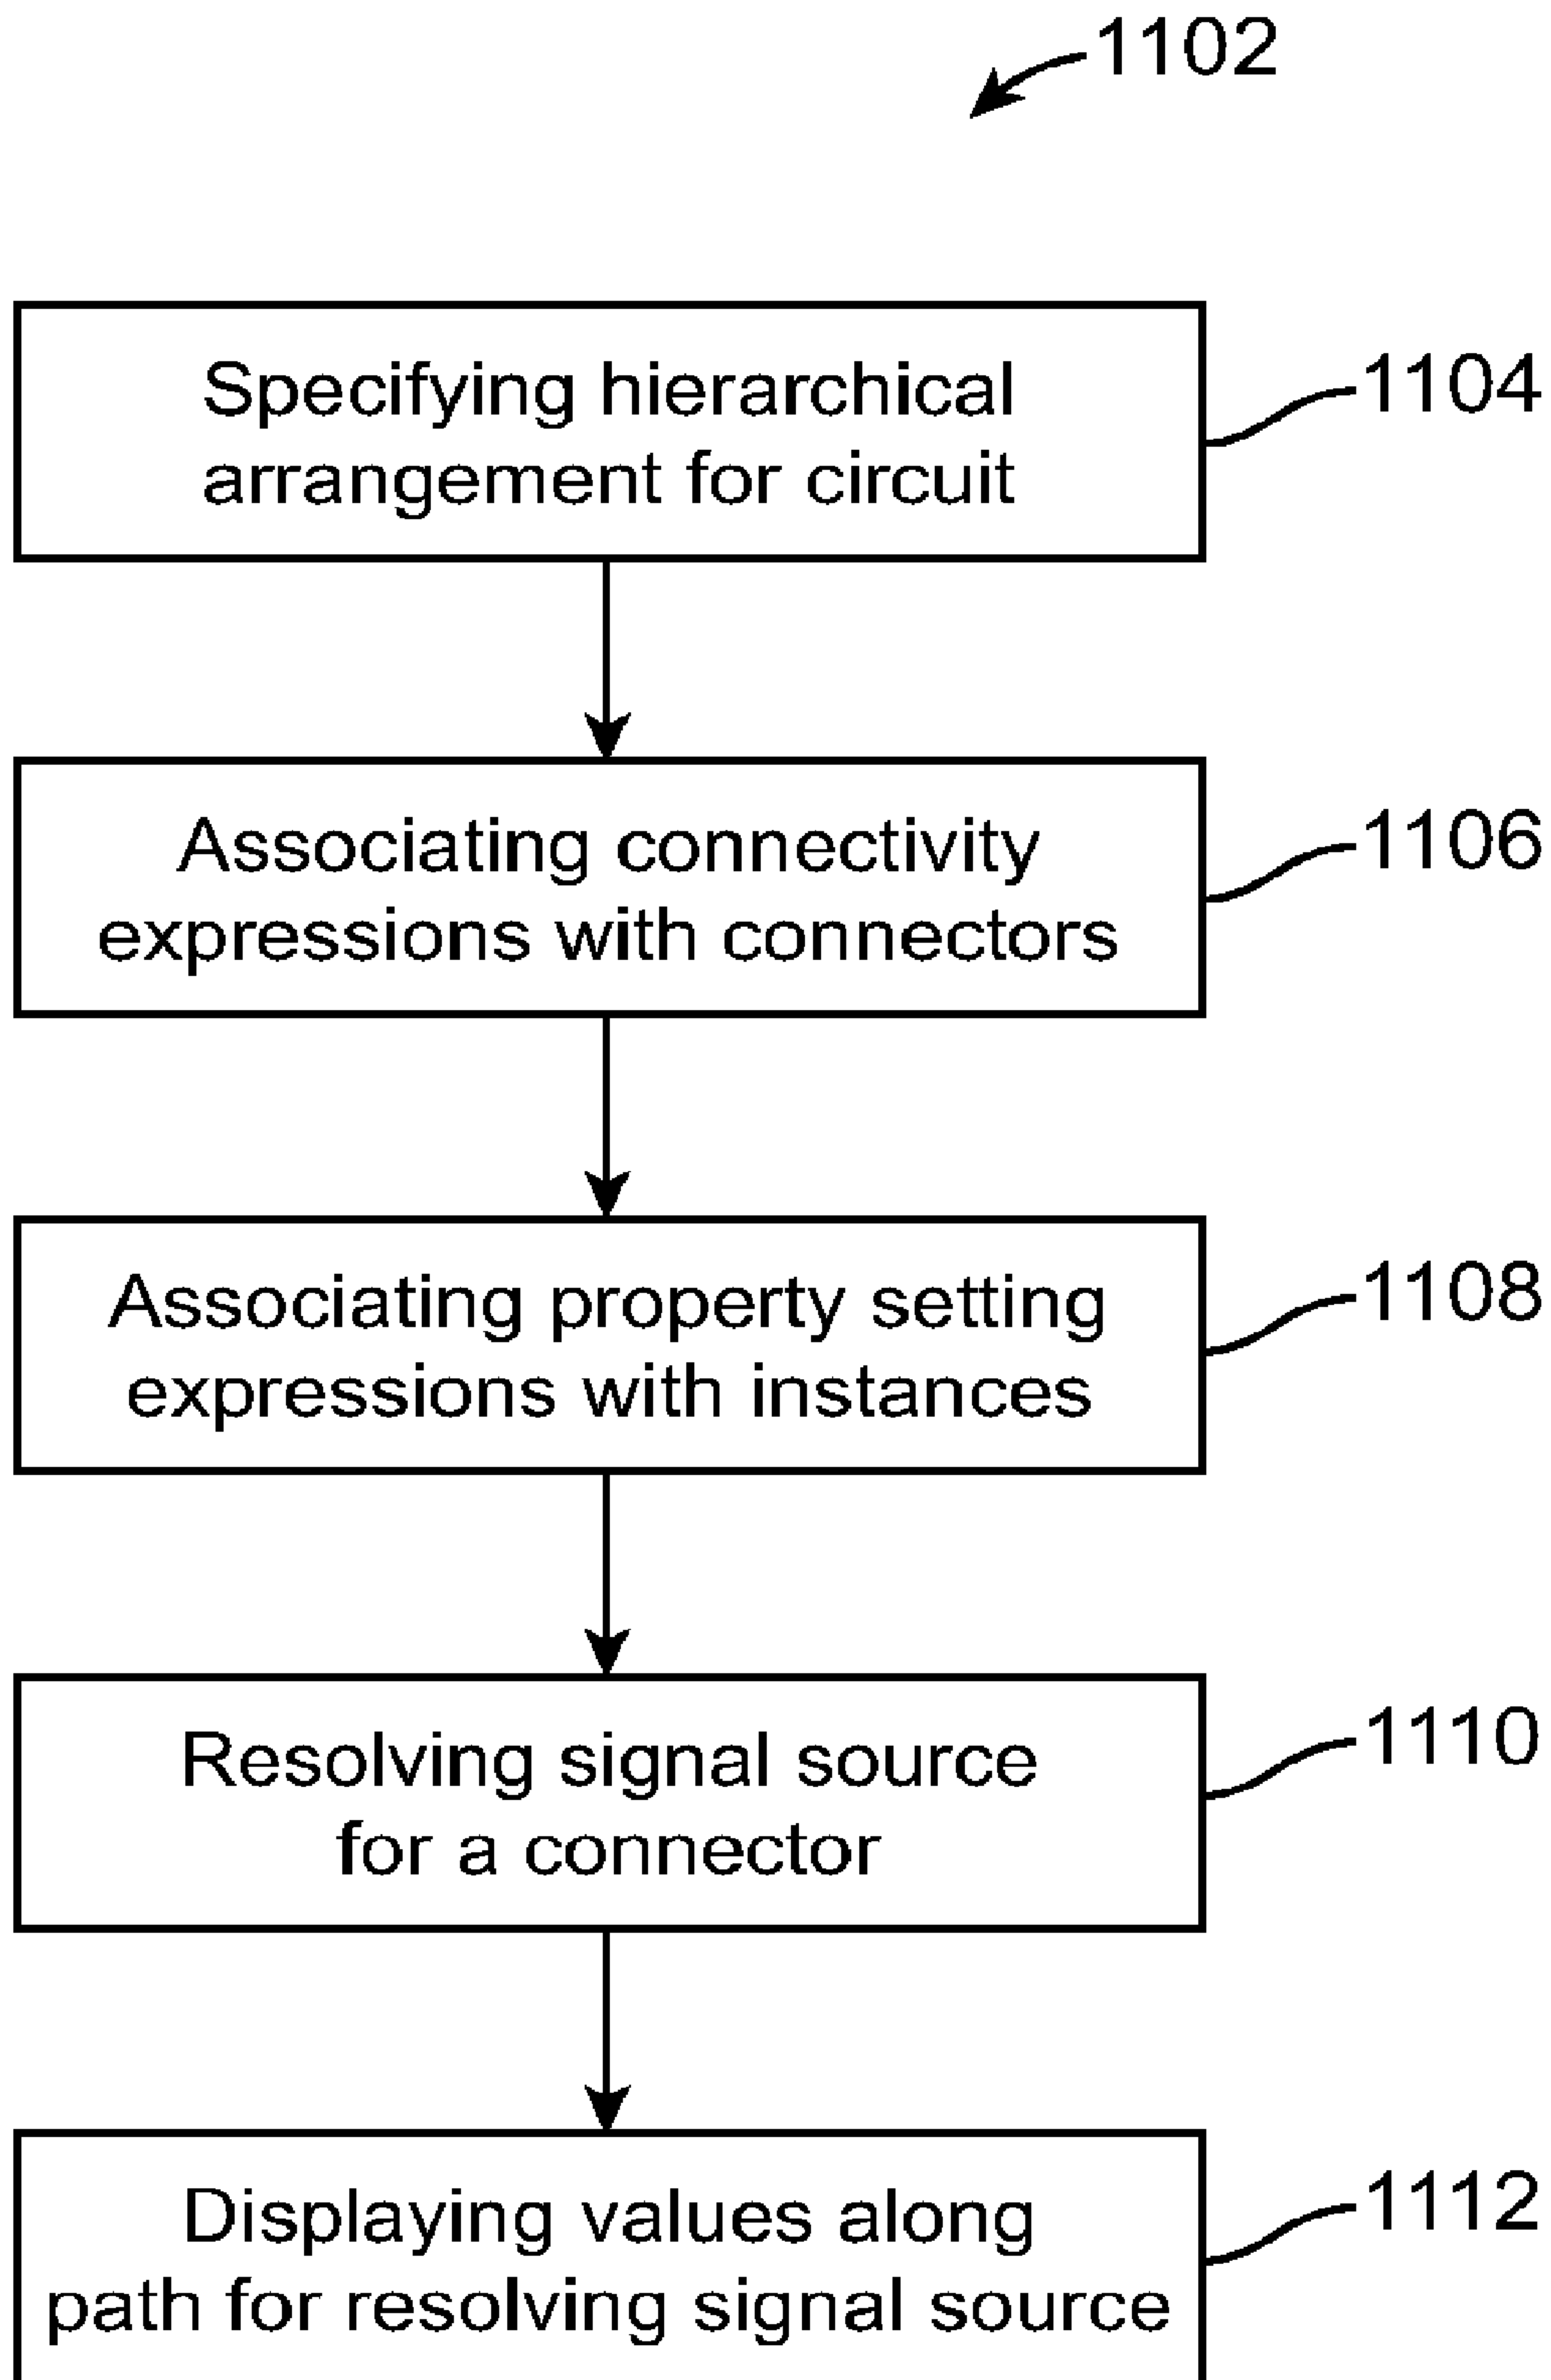 1102
Specifying hierarchical
arrangement for circuit
1104
Associating connectivity
expressions with connectors
1106
Associating property setting
expressions with instances
1108
Resolving signal source
for a connector
1110
Displaying values along
path for resolving signal source
1112